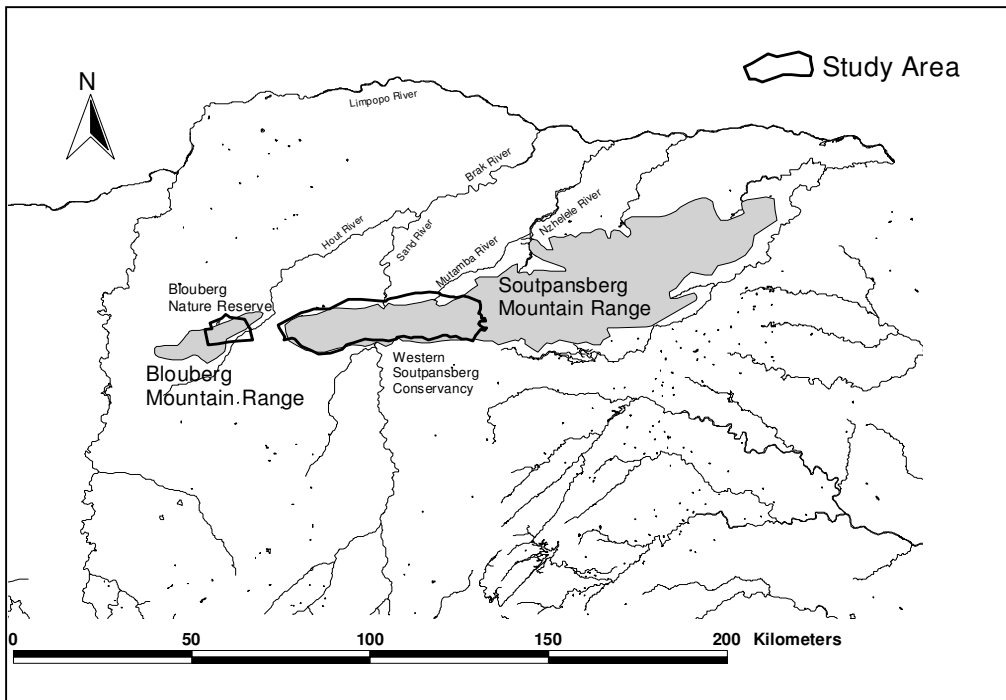 Study Area
N
Limpopo River
Brak River
Hout River
Sand River
Nzhelele River
Mutamba River
Blouberg
Nature Reserve
Soutpansberg
Mountain Range
Western
Soutpansberg
Conservancy
Blouberg
Mountain Range
0 50 100 150 200 Kilometers